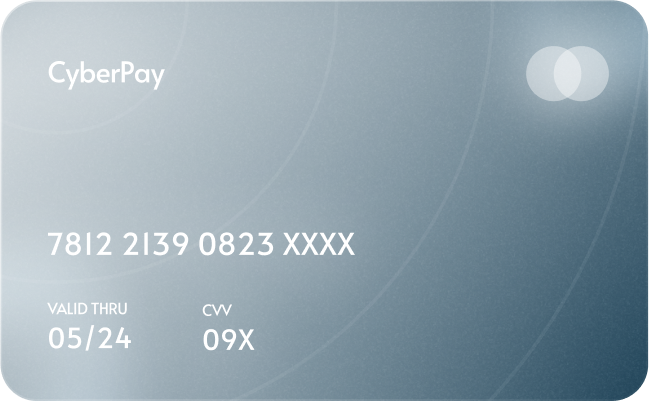 CyberPay
7812 2139 0823 XXXX
VALID THRU
05/24
CVV
09X